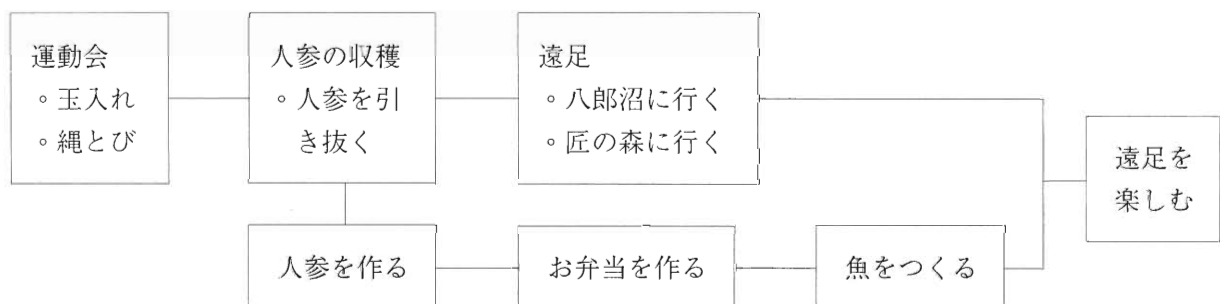 運動会
◦玉入れ
◦縄とび
人参の収穫
◦人参を引
き抜く
遠足
◦八郎沼に行く
◦匠の森に行く
遠足を
楽しむ
人参を作る
お弁当を作る
魚をつくる